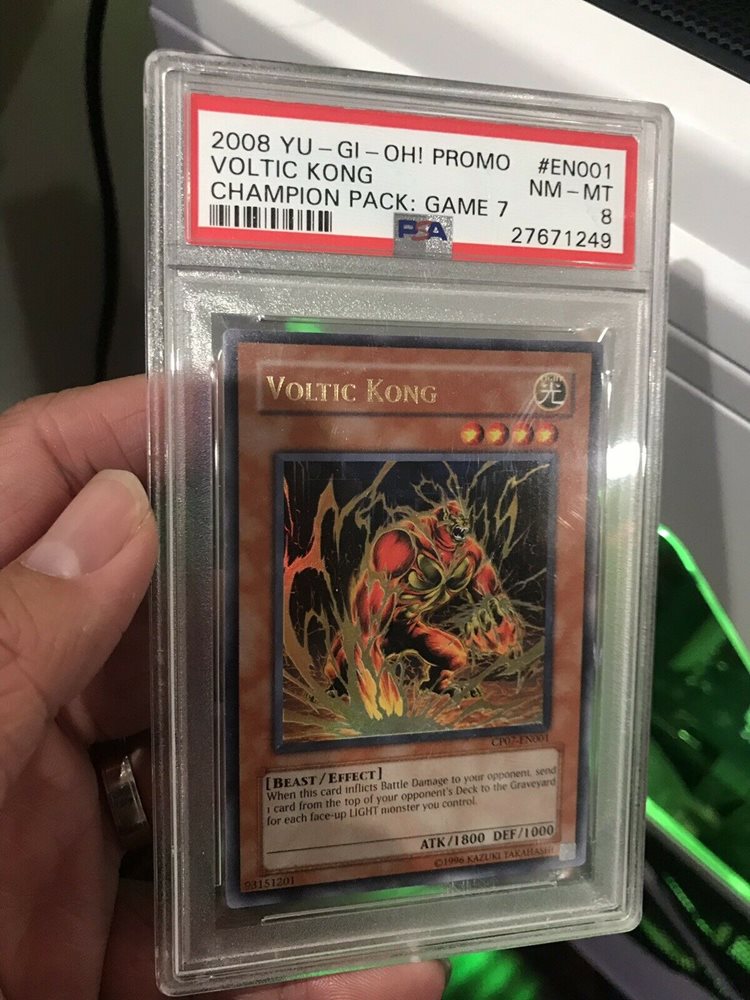 2008 YU-GI-OH! PROMO #EN001
VOLTIC KONG NM-MT
CHAMPION PACK: GAME 7 8
PSA
27671249
VOLTIC KONG
光
CP07-EN001
[BEAST/EFFECT]
When this card inflicts Battle Damage to your opponent, send
1 card from the top of your opponent's Deck to the Graveyard
for each face-up LIGHT monster you control.
ATK/1800 DEF/1000
93151201
©1996 KAZUKI TAKAHASHI